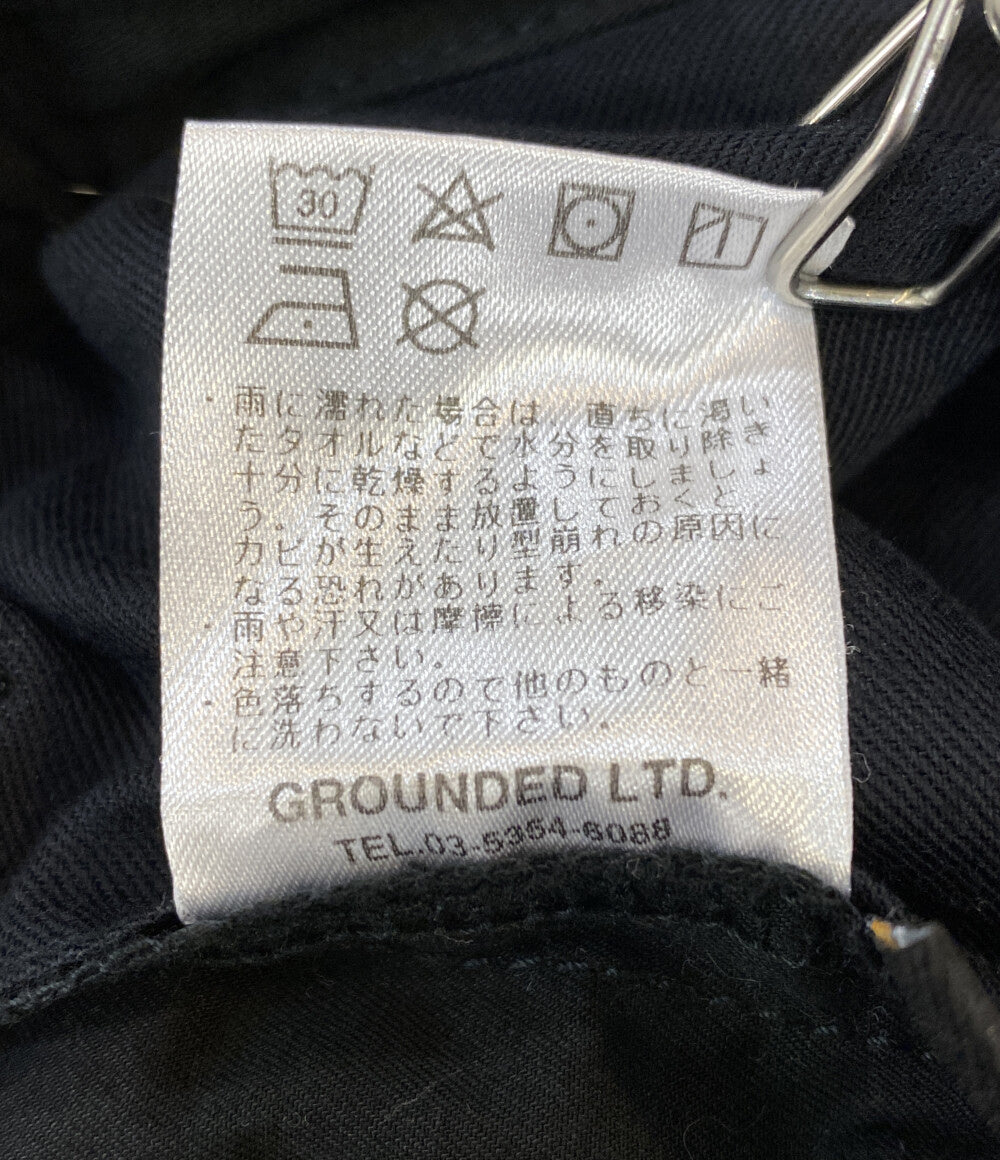 30
・雨に濡れた場合は、直ちに渇い
たタオルなどで水分を取り除き
十分に乾燥するようにしましょ
う。そのまま放置しておくと
カビが生えたり型崩れの原因に
なる恐れがあります。
・雨や汗又は摩擦による移染にご
注意下さい。
・色落ちするので他のものと一緒
に洗わないで下さい。
GROUNDED LTD.
TEL.03-5354-6088